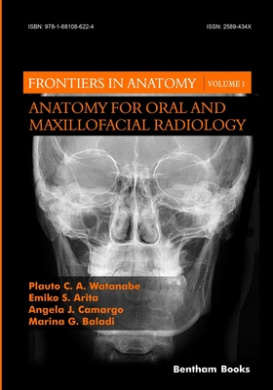 ISBN: 978-1-68108-622-4 ISSN: 2589-434X
FRONTIERS IN ANATOMY VOLUME 1
ANATOMY FOR ORAL AND
MAXILLOFACIAL RADIOLOGY
Plauto C. A. Watanabe
Emiko S. Arita
Angela J. Camargo
Marina G. Baladi
Bentham Books